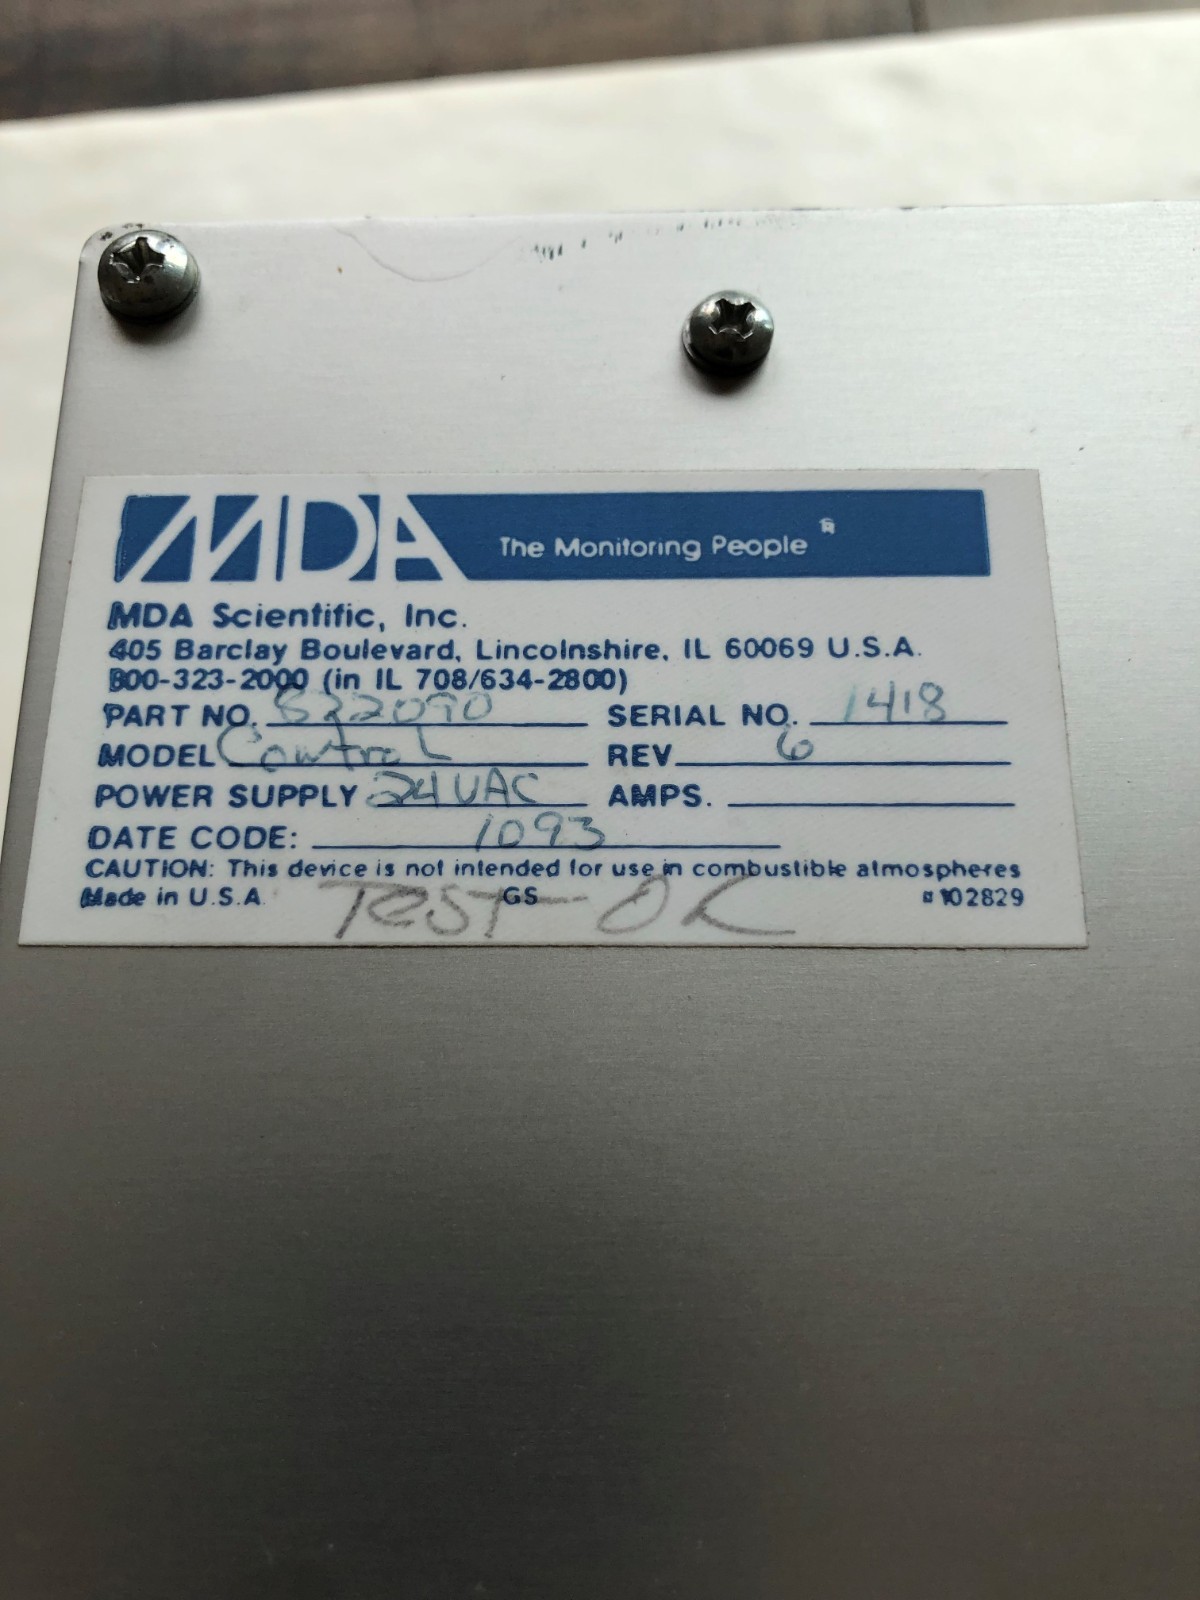 MDA The Monitoring People ®
MDA Scientific, Inc.
405 Barclay Boulevard, Lincolnshire, IL 60069 U.S.A.
800-323-2000 (in IL 708/634-2800)
PART NO. 822090 SERIAL NO. 1418
MODEL Control REV. 6
POWER SUPPLY 24VAC AMPS.
DATE CODE: 1093
CAUTION: This device is not intended for use in combustible atmospheres
Made in U.S.A. GS ¤102829
TEST-OK